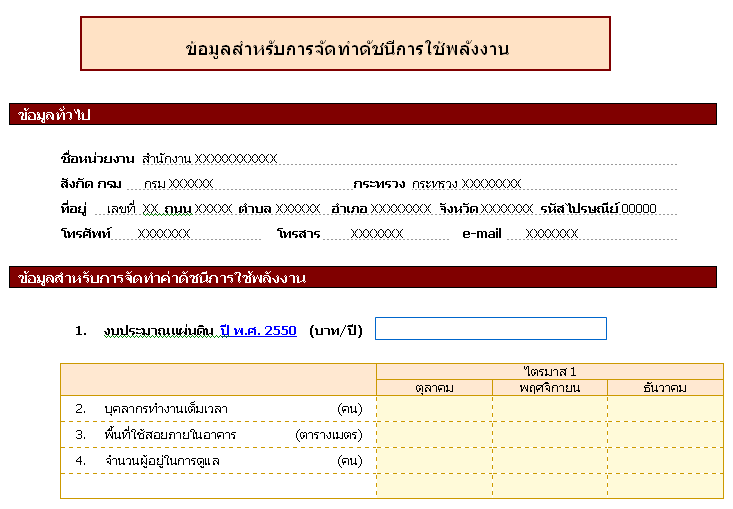 ข้อมูลสำหรับการจัดทำดัชนีการใช้พลังงาน
ข้อมูลทั่วไป
ชื่อหน่วยงาน สำนักงาน XXXXXXXXXXX
สังกัด กรม กรม XXXXXX กระทรวง กระทรวง XXXXXXXX
ที่อยู่ เลขที่ XX ถนน XXXXX ตำบล XXXXXX อำเภอ XXXXXXXX จังหวัด XXXXXXX รหัสไปรษณีย์ 00000
โทรศัพท์ XXXXXXX โทรสาร XXXXXXX e-mail XXXXXXX
ข้อมูลสำหรับการจัดทำค่าดัชนีการใช้พลังงาน
1. งบประมาณแผ่นดิน ปี พ.ศ. 2550 (บาท/ปี)
ไตรมาส 1
ตุลาคม พฤศจิกายน ธันวาคม
2. บุคลากรทำงานเต็มเวลา (คน)
3. พื้นที่ใช้สอยภายในอาคาร (ตารางเมตร)
4. จำนวนผู้อยู่ในการดูแล (คน)